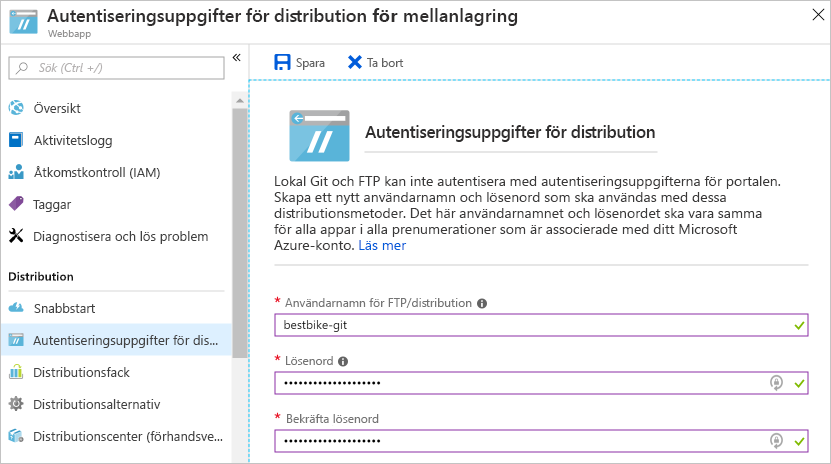 Autentiseringsuppgifter för distribution för mellanlagring
Webbapp
Sök (Ctrl +/)
Översikt
Aktivitetslogg
Åtkomstkontroll (IAM)
Taggar
Diagnostisera och lös problem
Distribution
Snabbstart
Autentiseringsuppgifter för dis...
Distributionsfack
Distributionsalternativ
Distributionscenter (förhandsve...
Spara
Ta bort
Autentiseringsuppgifter för distribution
Lokal Git och FTP kan inte autentisera med autentiseringsuppgifterna för portalen.
Skapa ett nytt användarnamn och lösenord som ska användas med dessa
distributionsmetoder. Det här användarnamnet och lösenordet ska vara samma
för alla appar i alla prenumerationer som är associerade med ditt Microsoft
Azure-konto. Läs mer
* Användarnamn för FTP/distribution
bestbike-git
* Lösenord
* Bekräfta lösenord